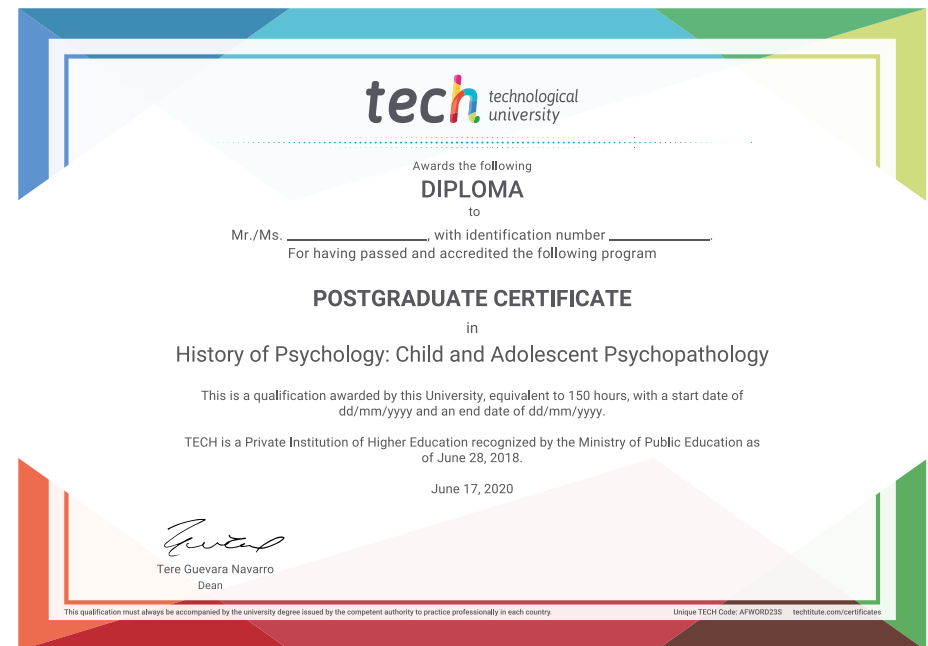 tech technological
university
Awards the following
DIPLOMA
to
Mr./Ms. ____________________, with identification number ______________.
For having passed and accredited the following program
POSTGRADUATE CERTIFICATE
in
History of Psychology: Child and Adolescent Psychopathology
This is a qualification awarded by this University, equivalent to 150 hours, with a start date of
dd/mm/yyyy and an end date of dd/mm/yyyy.
TECH is a Private Institution of Higher Education recognized by the Ministry of Public Education as
of June 28, 2018.
June 17, 2020
Tere Guevara Navarro
Dean
This qualification must always be accompanied by the university degree issued by the competent authority to practice professionally in each country.
Unique TECH Code: AFWORD23S techtitute.com/certificates